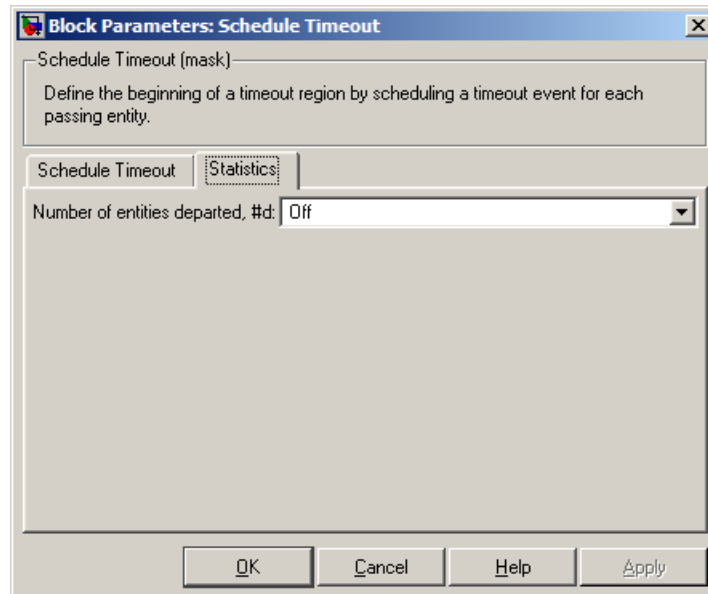 Block Parameters: Schedule Timeout
Schedule Timeout (mask)
Define the beginning of a timeout region by scheduling a timeout event for each
passing entity.
Schedule Timeout Statistics
Number of entities departed, #d: Off
OK Cancel Help Apply